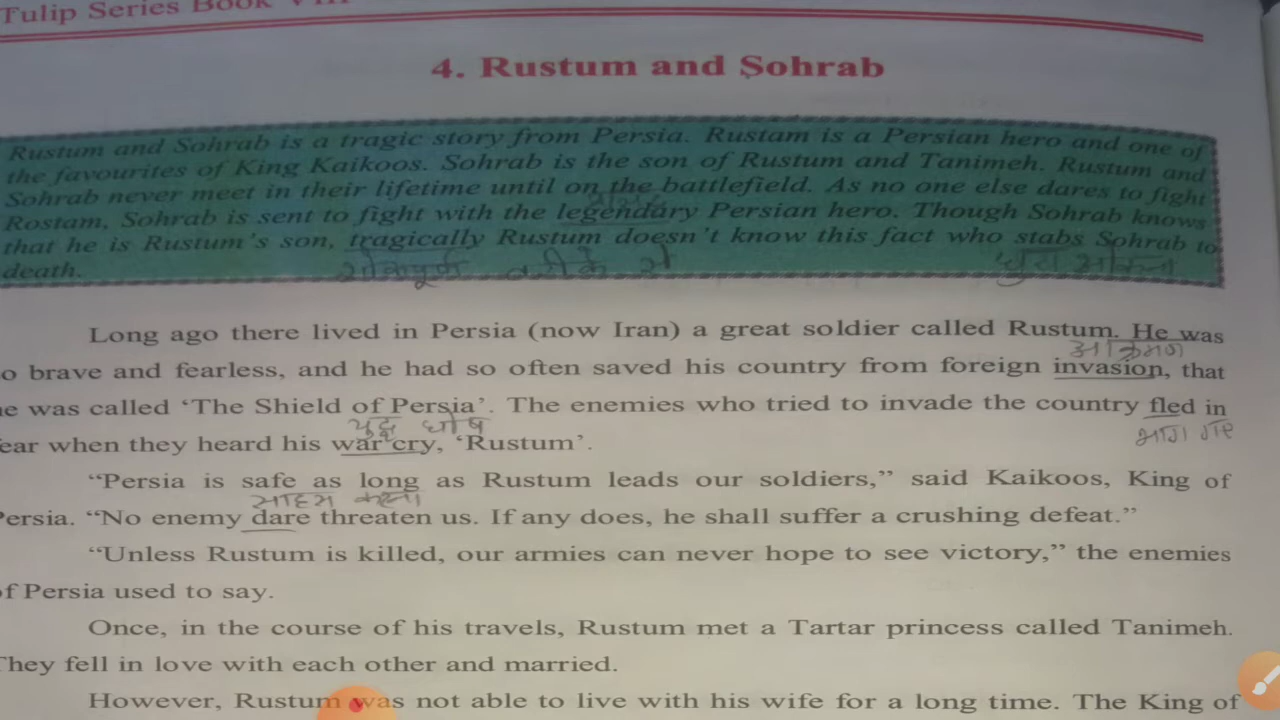 Tulip Series Book VIII
4. Rustum and Sohrab
Rustum and Sohrab is a tragic story from Persia. Rustam is a Persian hero and one of
the favourites of King Kaikoos. Sohrab is the son of Rustum and Tanimeh. Rustum and
Sohrab never meet in their lifetime until on the battlefield. As no one else dares to fight
Rostam, Sohrab is sent to fight with the legendary Persian hero. Though Sohrab knows
that he is Rustum's son, tragically Rustum doesn't know this fact who stabs Sohrab to
death.
Long ago there lived in Persia (now Iran) a great soldier called Rustum. He was
आक्रमण
o brave and fearless, and he had so often saved his country from foreign invasion, that
e was called 'The Shield of Persia'. The enemies who tried to invade the country fled in
युद्ध घोष
भाग गए
ear when they heard his war cry, 'Rustum'.
"Persia is safe as long as Rustum leads our soldiers," said Kaikoos, King of
साहस करना
Persia. "No enemy dare threaten us. If any does, he shall suffer a crushing defeat."
"Unless Rustum is killed, our armies can never hope to see victory," the enemies
of Persia used to say.
Once, in the course of his travels, Rustum met a Tartar princess called Tanimeh.
They fell in love with each other and married.
However, Rustum was not able to live with his wife for a long time. The King of